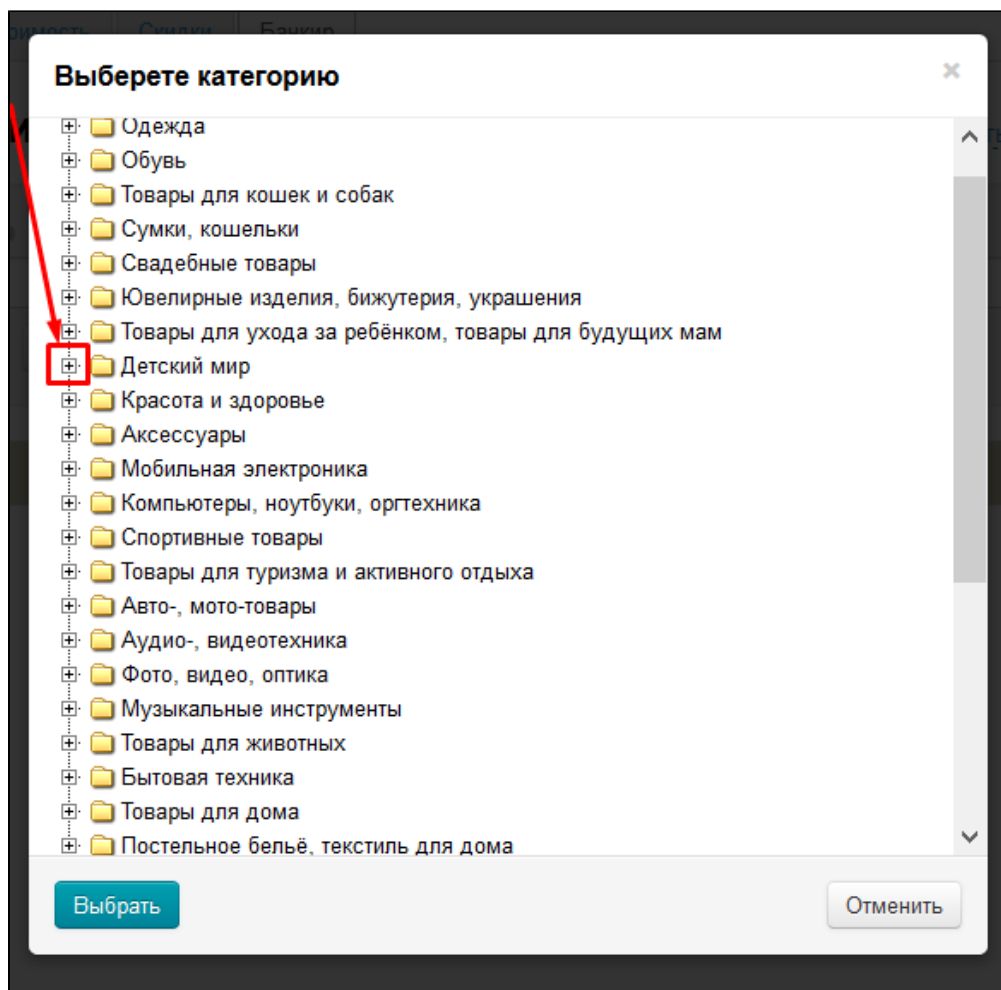 Скидки
Выберете категорию
Одежда
Обувь
Товары для кошек и собак
Сумки, кошельки
Свадебные товары
Ювелирные изделия, бижутерия, украшения
Товары для ухода за ребёнком, товары для будущих мам
Детский мир
Красота и здоровье
Аксессуары
Мобильная электроника
Компьютеры, ноутбуки, оргтехника
Спортивные товары
Товары для туризма и активного отдыха
Авто-, мото-товары
Аудио-, видеотехника
Фото, видео, оптика
Музыкальные инструменты
Товары для животных
Бытовая техника
Товары для дома
Постельное бельё, текстиль для дома
Выбрать
Отменить